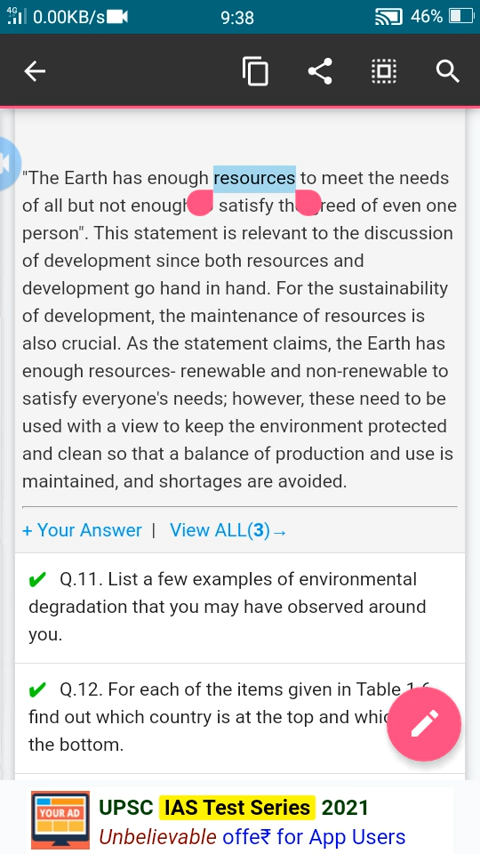 4G 0.00KB/s 9:38 46%
"The Earth has enough resources to meet the needs
of all but not enough satisfy the greed of even one
person". This statement is relevant to the discussion
of development since both resources and
development go hand in hand. For the sustainability
of development, the maintenance of resources is
also crucial. As the statement claims, the Earth has
enough resources- renewable and non-renewable to
satisfy everyone's needs; however, these need to be
used with a view to keep the environment protected
and clean so that a balance of production and use is
maintained, and shortages are avoided.
+ Your Answer | View ALL(3)→
✔ Q.11. List a few examples of environmental
degradation that you may have observed around
you.
✔ Q.12. For each of the items given in Table 1.6
find out which country is at the top and which
the bottom.
YOUR AD
UPSC IAS Test Series 2021
Unbelievable offe₹ for App Users